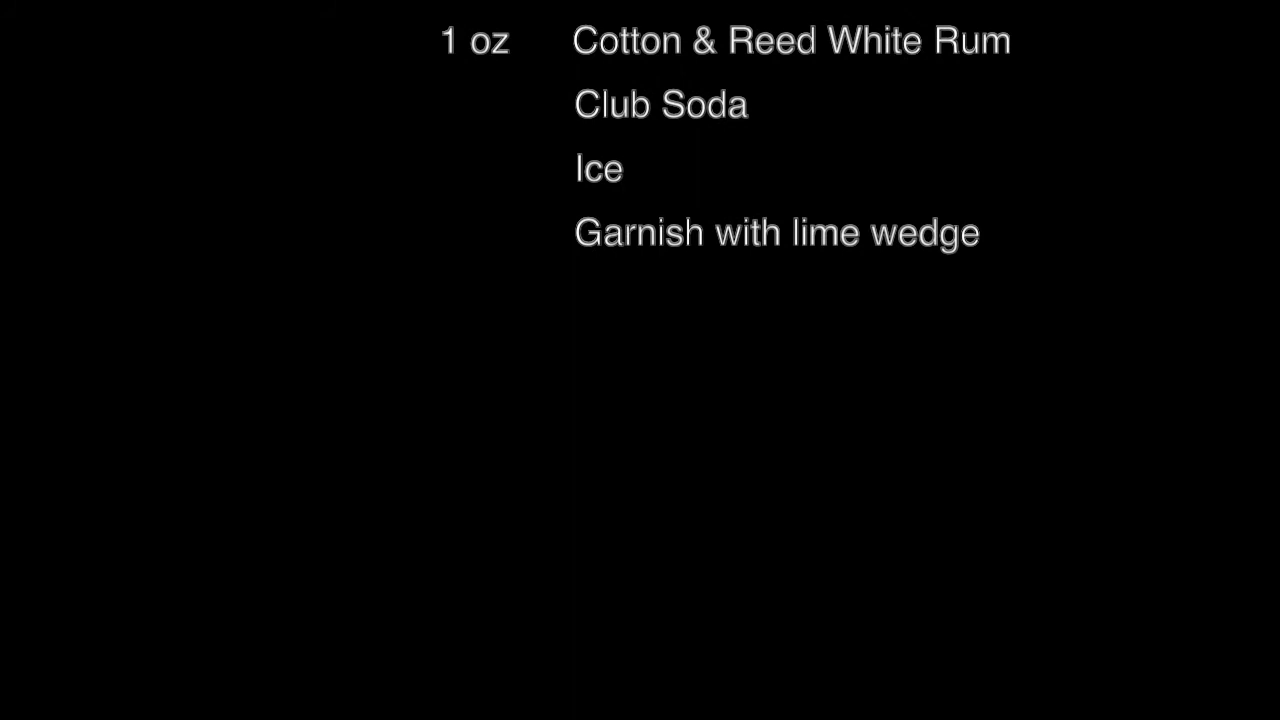 1 oz Cotton & Reed White Rum
Club Soda
Ice
Garnish with lime wedge